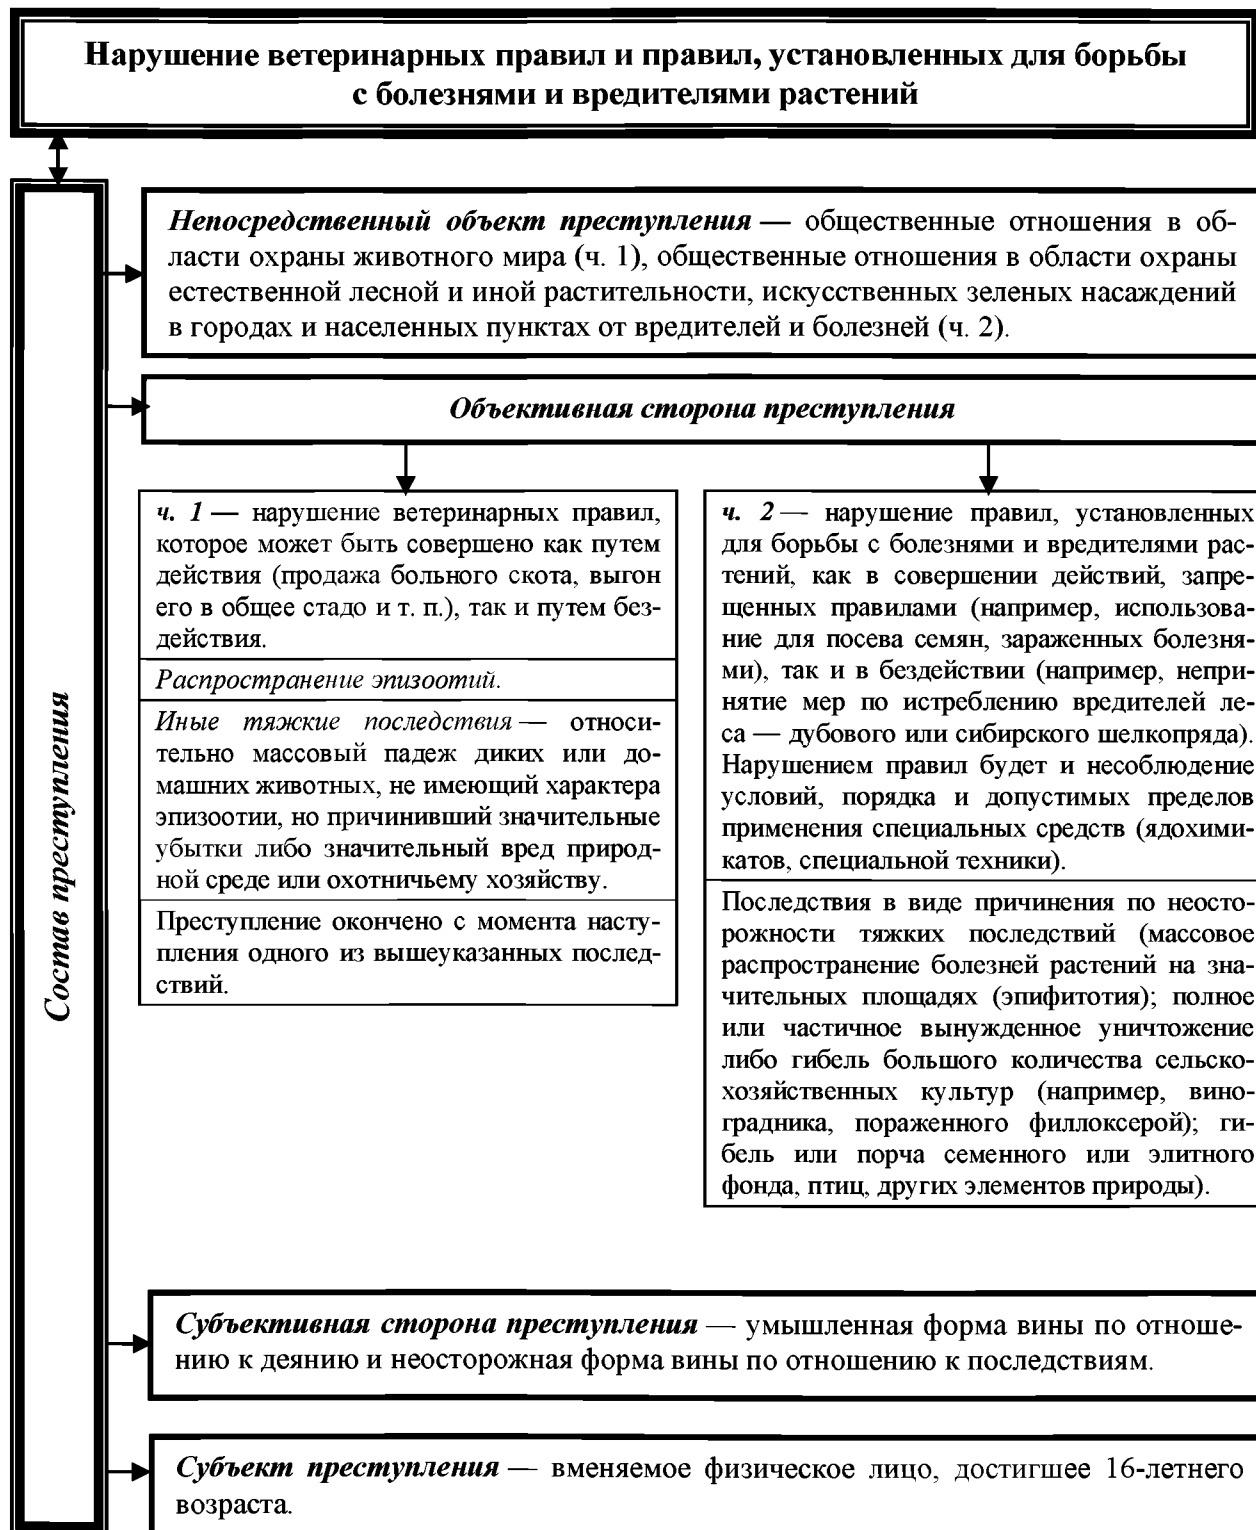 Нарушение ветеринарных правил и правил, установленных для борьбы
с болезнями и вредителями растений
Состав преступления
Непосредственный объект преступления — общественные отношения в об-
ласти охраны животного мира (ч. 1), общественные отношения в области охраны
естественной лесной и иной растительности, искусственных зеленых насаждений
в городах и населенных пунктах от вредителей и болезней (ч. 2).
Объективная сторона преступления
ч. 1 — нарушение ветеринарных правил,
которое может быть совершено как путем
действия (продажа больного скота, выгон
его в общее стадо и т. п.), так и путем без-
действия.
Распространение эпизоотий.
Иные тяжкие последствия — относи-
тельно массовый падеж диких или до-
машних животных, не имеющий характера
эпизоотии, но причинивший значительные
убытки либо значительный вред природ-
ной среде или охотничьему хозяйству.
Преступление окончено с момента насту-
пления одного из вышеуказанных послед-
ствий.
ч. 2 — нарушение правил, установленных
для борьбы с болезнями и вредителями рас-
тений, как в совершении действий, запре-
щенных правилами (например, использова-
ние для посева семян, зараженных болезня-
ми), так и в бездействии (например, непри-
нятие мер по истреблению вредителей ле-
са — дубового или сибирского шелкопряда).
Нарушением правил будет и несоблюдение
условий, порядка и допустимых пределов
применения специальных средств (ядохими-
катов, специальной техники).
Последствия в виде причинения по неосто-
рожности тяжких последствий (массовое
распространение болезней растений на зна-
чительных площадях (эпифитотия); полное
или частичное вынужденное уничтожение
либо гибель большого количества сельско-
хозяйственных культур (например, вино-
градника, пораженного филлоксерой); ги-
бель или порча семенного или элитного
фонда, птиц, других элементов природы).
Субъективная сторона преступления — умышленная форма вины по отноше-
нию к деянию и неосторожная форма вины по отношению к последствиям.
Субъект преступления — вменяемое физическое лицо, достигшее 16-летнего
возраста.